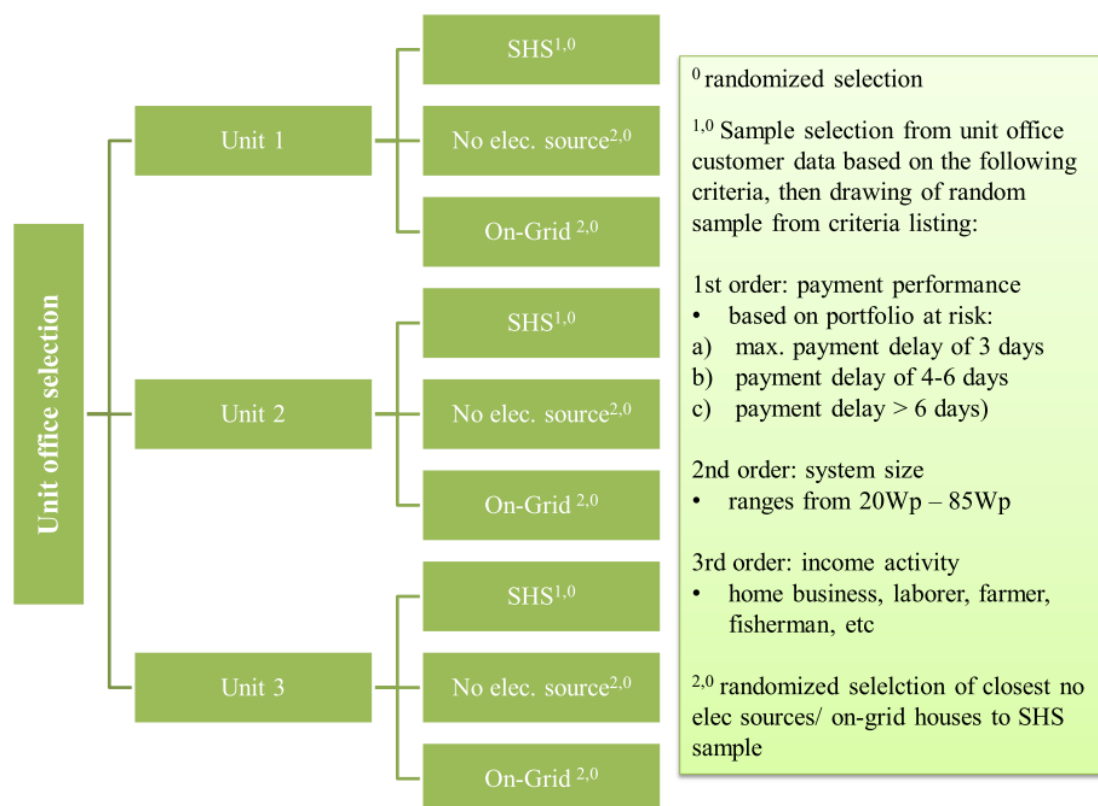 Unit office selection
Unit 1
SHS¹,⁰
No elec. source²,⁰
On-Grid ²,⁰
Unit 2
SHS¹,⁰
No elec. source²,⁰
On-Grid ²,⁰
Unit 3
SHS¹,⁰
No elec. source²,⁰
On-Grid ²,⁰
⁰ randomized selection
¹,⁰ Sample selection from unit office
customer data based on the following
criteria, then drawing of random
sample from criteria listing:
1st order: payment performance
• based on portfolio at risk:
a) max. payment delay of 3 days
b) payment delay of 4-6 days
c) payment delay > 6 days)
2nd order: system size
• ranges from 20Wp – 85Wp
3rd order: income activity
• home business, laborer, farmer,
fisherman, etc
²,⁰ randomized selelction of closest no
elec sources/ on-grid houses to SHS
sample